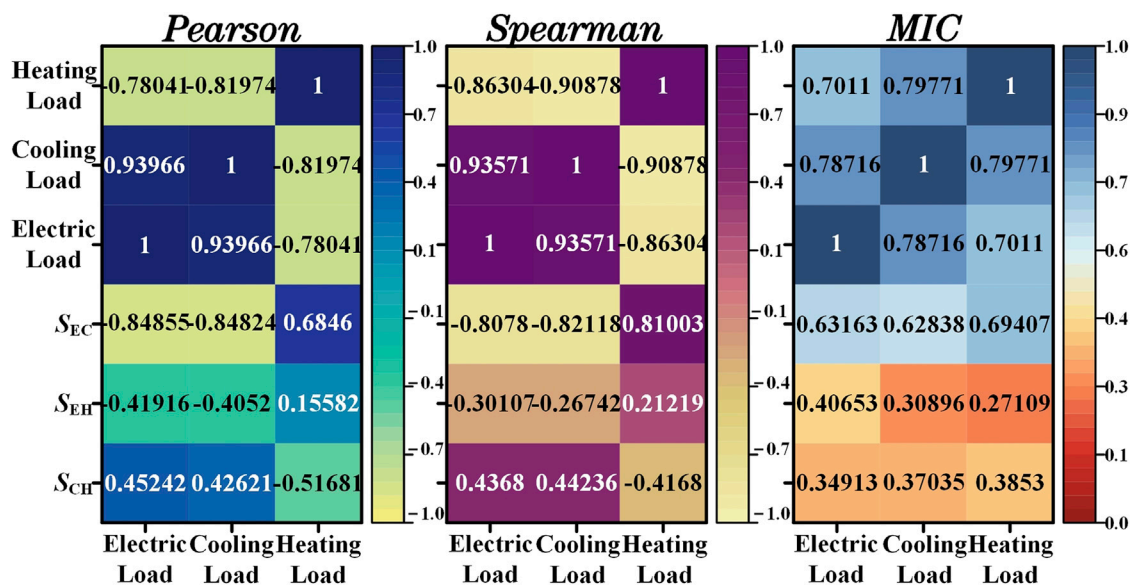 Pearson Spearman MIC
Heating Load -0.78041 -0.81974 1 -0.86304 -0.90878 1 0.7011 0.79771 1
Cooling Load 0.93966 1 -0.81974 0.93571 1 -0.90878 0.78716 1 0.79771
Electric Load 1 0.93966 -0.78041 1 0.93571 -0.86304 1 0.78716 0.7011
SEC -0.84855 -0.84824 0.6846 -0.8078 -0.82118 0.81003 0.63163 0.62838 0.69407
SEH -0.41916 -0.4052 0.15582 -0.30107 -0.26742 0.21219 0.40653 0.30896 0.27109
SCH 0.45242 0.42621 -0.51681 0.4368 0.44236 -0.4168 0.34913 0.37035 0.3853
Electric Cooling Heating Electric Cooling Heating Electric Cooling Heating
Load Load Load Load Load Load Load Load Load
1.0 1.0 1.0
0.7 0.7 0.9
0.4 0.4 0.7
0.1 0.1 0.6
-0.1 -0.1 0.4
-0.4 -0.4 0.3
-0.7 -0.7 0.1
-1.0 -1.0 0.0